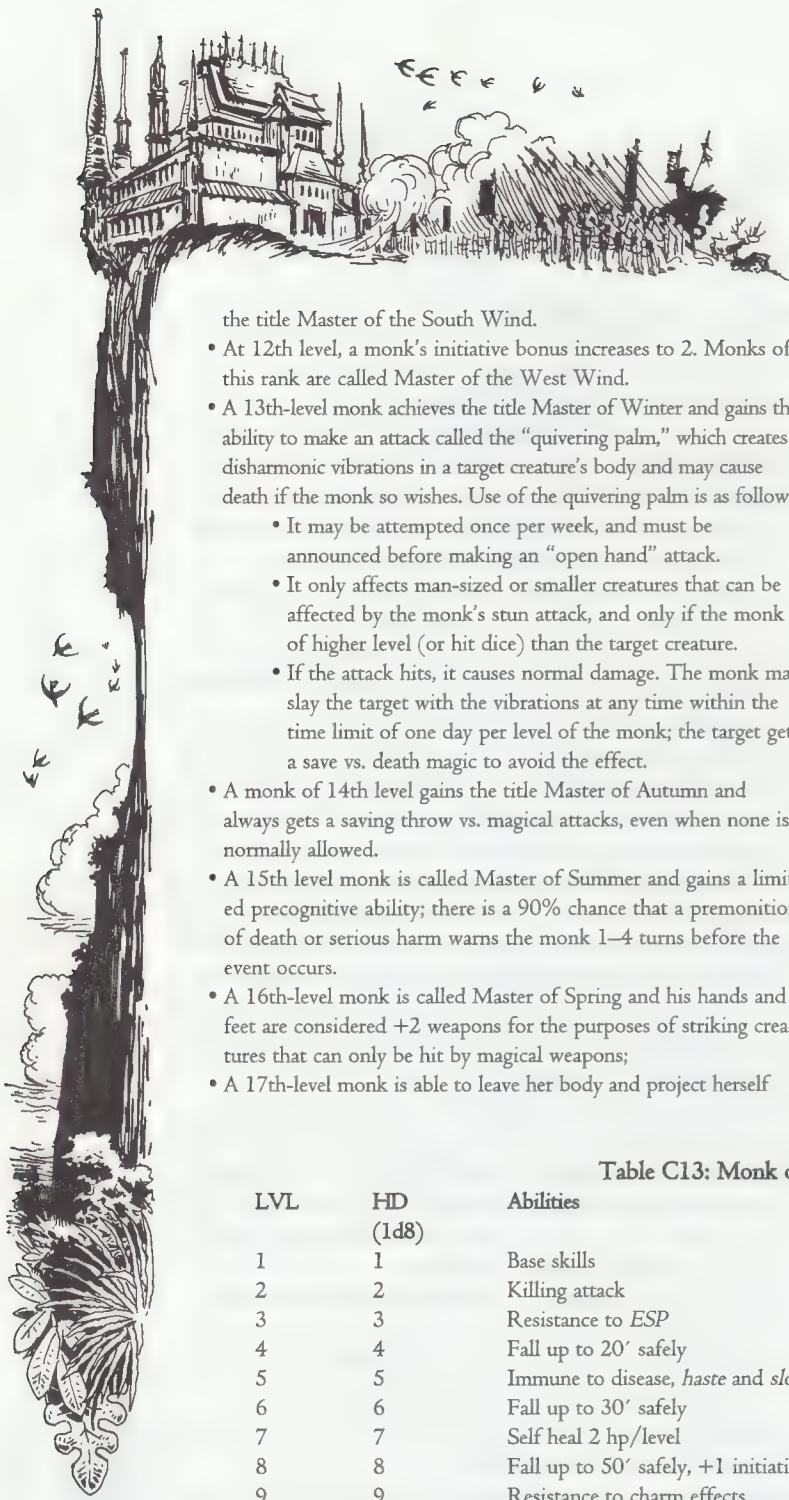 the title Master of the South Wind.
• At 12th level, a monk's initiative bonus increases to 2. Monks of
this rank are called Master of the West Wind.
• A 13th-level monk achieves the title Master of Winter and gains th
ability to make an attack called the “quivering palm,” which creates
disharmonic vibrations in a target creature's body and may cause
death if the monk so wishes. Use of the quivering palm is as follow
• It may be attempted once per week, and must be
announced before making an “open hand” attack.
• It only affects man-sized or smaller creatures that can be
affected by the monk's stun attack, and only if the monk
of higher level (or hit dice) than the target creature.
• If the attack hits, it causes normal damage. The monk ma
slay the target with the vibrations at any time within the
time limit of one day per level of the monk; the target get
a save vs. death magic to avoid the effect.
• A monk of 14th level gains the title Master of Autumn and
always gets a saving throw vs. magical attacks, even when none is
normally allowed.
• A 15th level monk is called Master of Summer and gains a limit
ed precognitive ability; there is a 90% chance that a premonition
of death or serious harm warns the monk 1–4 turns before the
event occurs.
• A 16th-level monk is called Master of Spring and his hands and
feet are considered +2 weapons for the purposes of striking crea
tures that can only be hit by magical weapons;
• A 17th-level monk is able to leave her body and project herself
Table C13: Monk
LVL HD Abilities
(1d8)
1 1 Base skills
2 2 Killing attack
3 3 Resistance to ESP
4 4 Fall up to 20′ safely
5 5 Immune to disease, haste and slo
6 6 Fall up to 30′ safely
7 7 Self heal 2 hp/level
8 8 Fall up to 50′ safely, +1 initiati
9 9 Resistance to charm effects